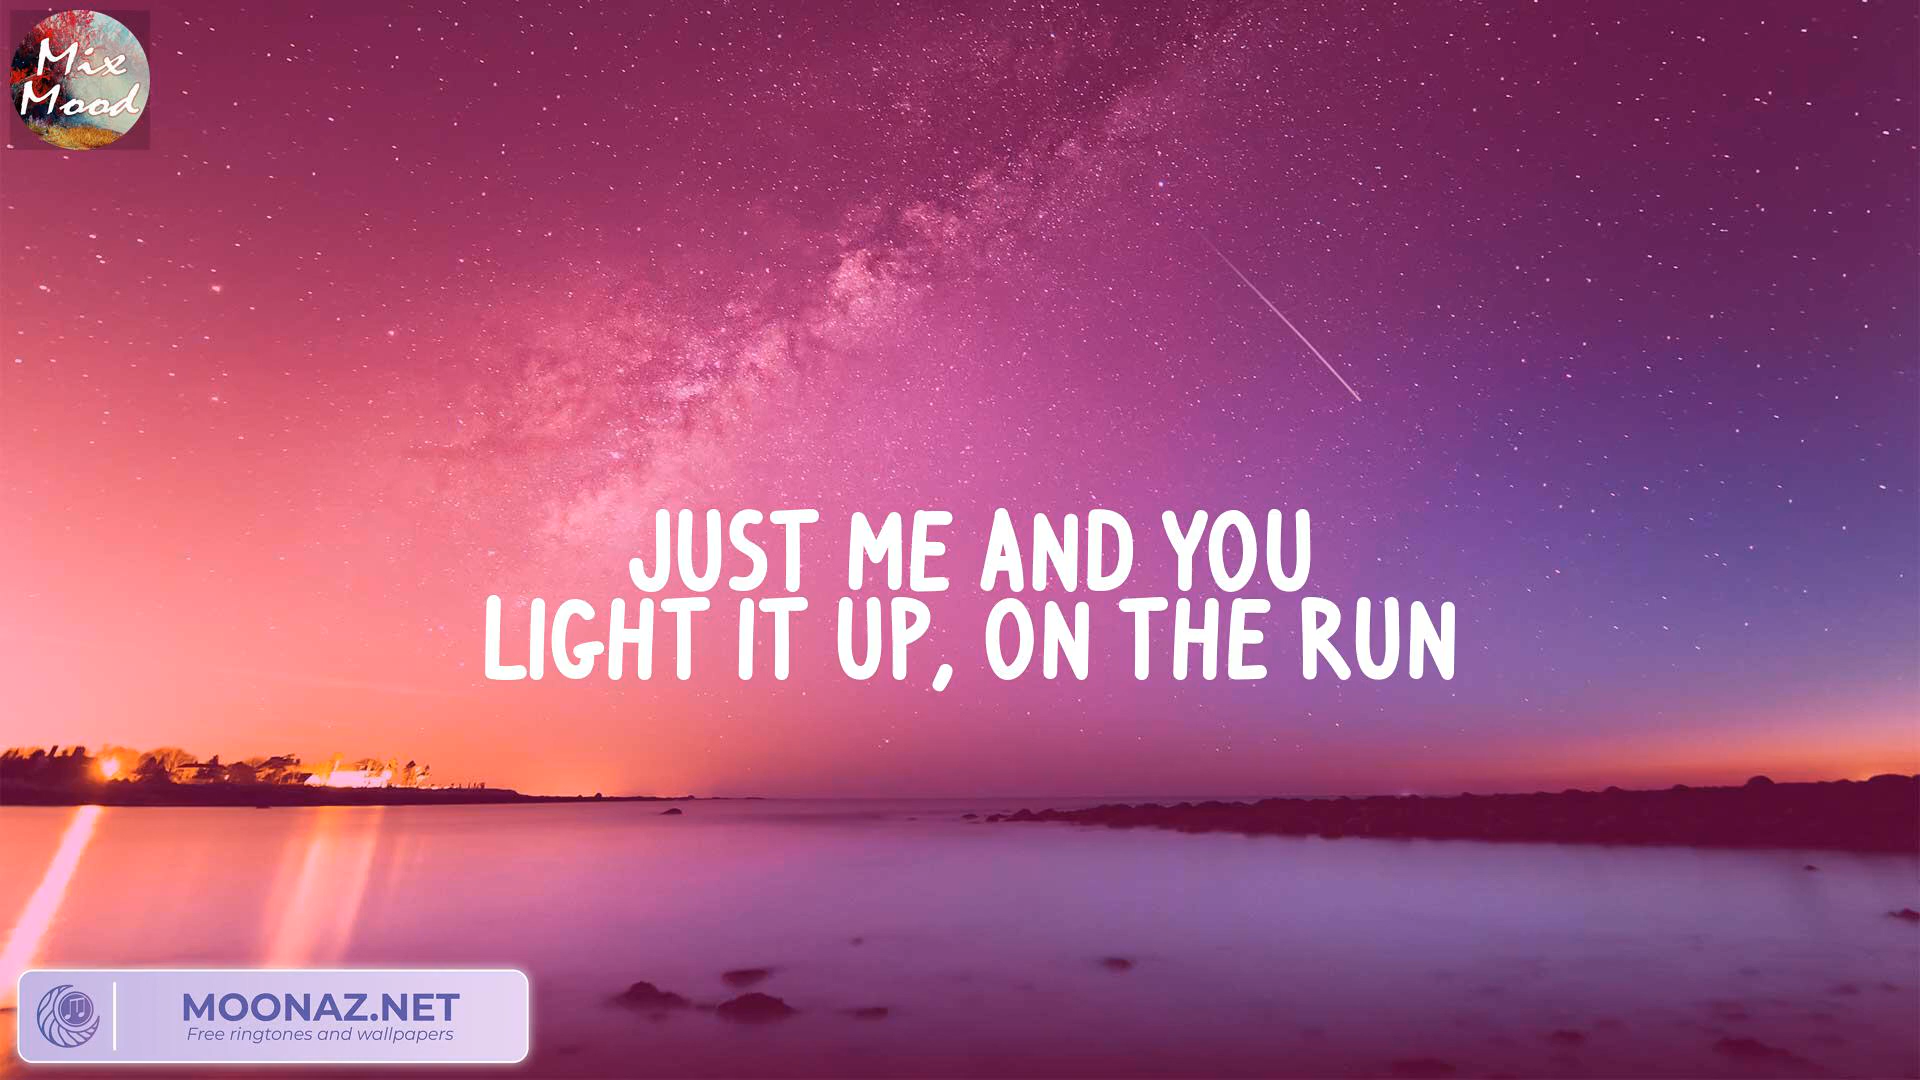 Mix
Mood
JUST ME AND YOU
LIGHT IT UP, ON THE RUN
MOONAZ.NET
Free ringtones and wallpapers